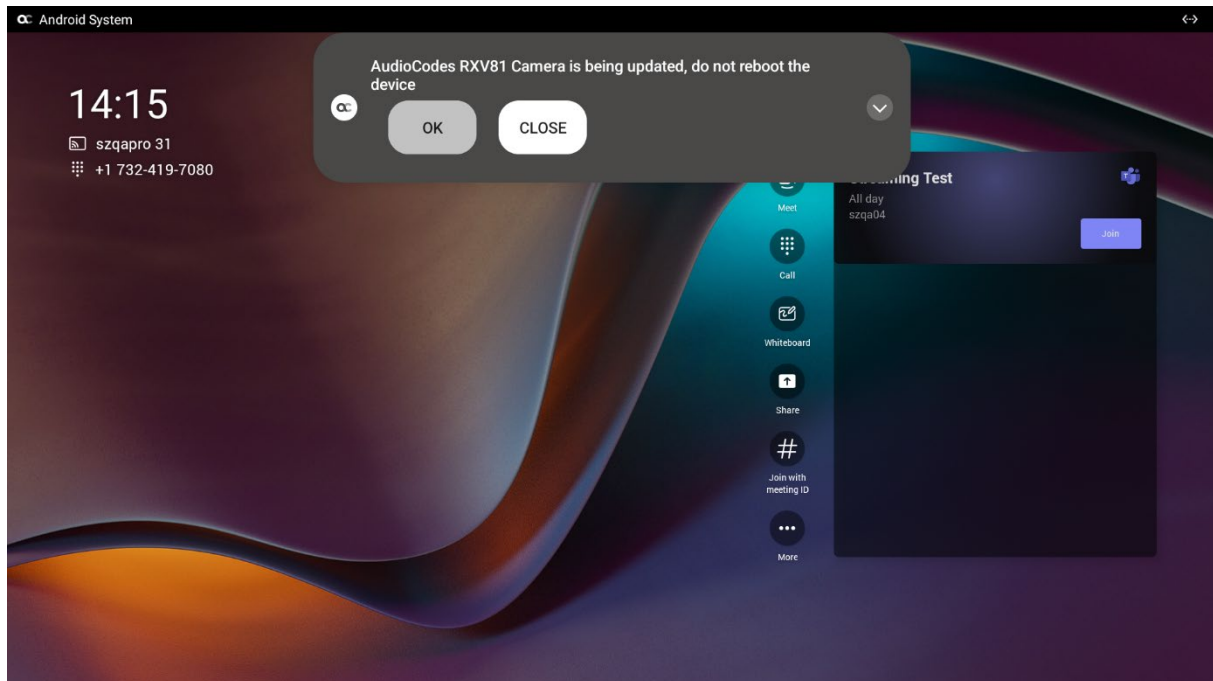 Android System
AudioCodes RXV81 Camera is being updated, do not reboot the
device
OK
CLOSE
14:15
szqapro 31
+1 732-419-7080
Test
All day
szqa04
Join
Meet
Call
Whiteboard
Share
Join with
meeting ID
More